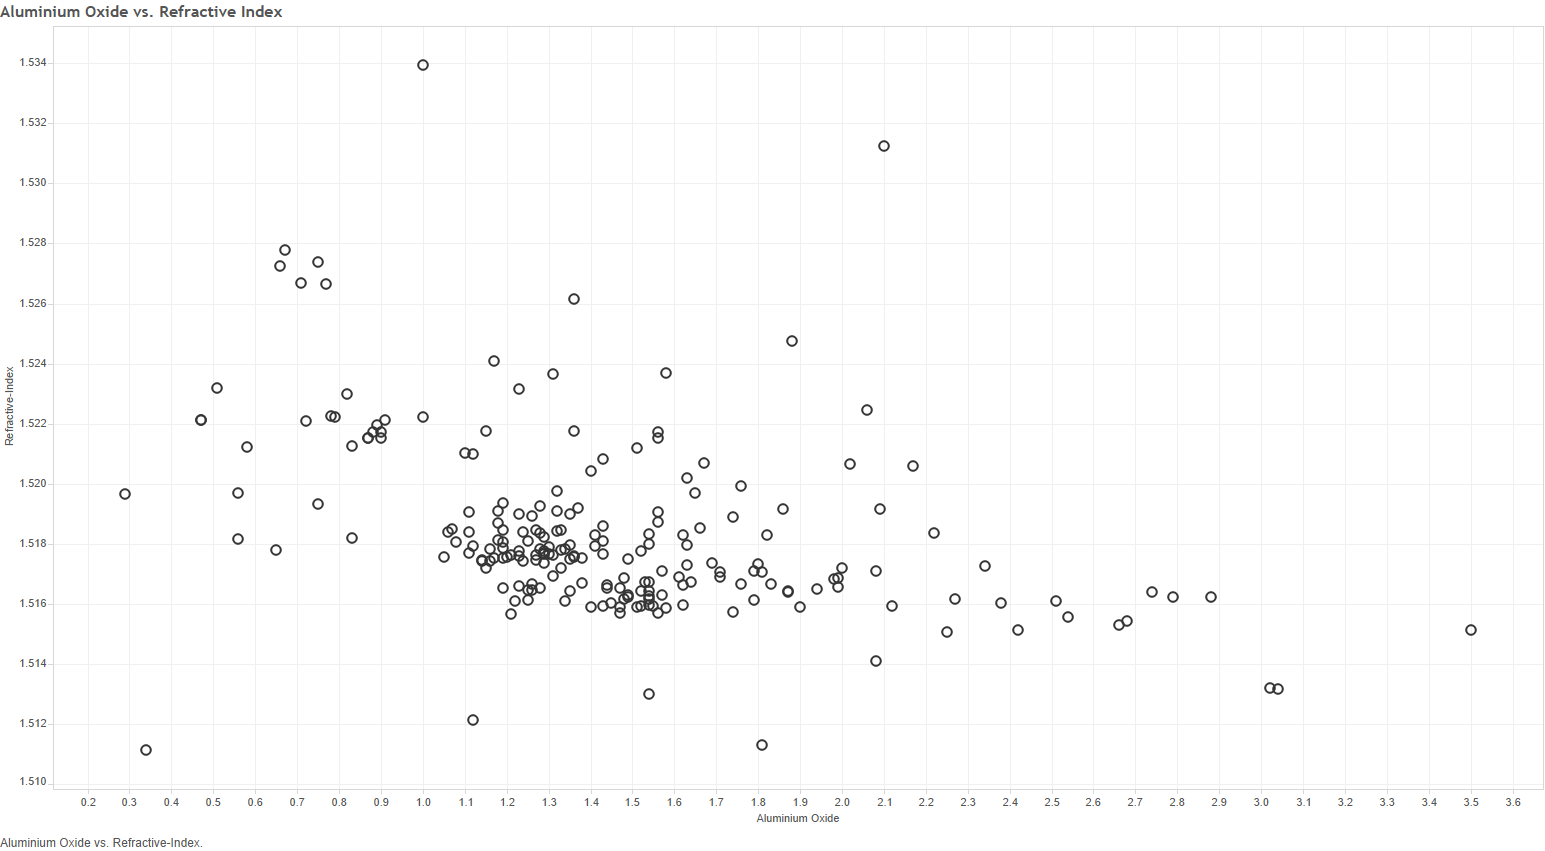 Aluminium Oxide vs. Refractive Index
1.534
1.532
1.530
1.528
1.526
1.524
1.522
1.520
1.518
1.516
1.514
1.512
1.510
Refractive-Index
0.2 0.3 0.4 0.5 0.6 0.7 0.8 0.9 1.0 1.1 1.2 1.3 1.4 1.5 1.6 1.7 1.8 1.9 2.0 2.1 2.2 2.3 2.4 2.5 2.6 2.7 2.8 2.9 3.0 3.1 3.2 3.3 3.4 3.5 3.6
Aluminium Oxide
Aluminium Oxide vs. Refractive-Index.